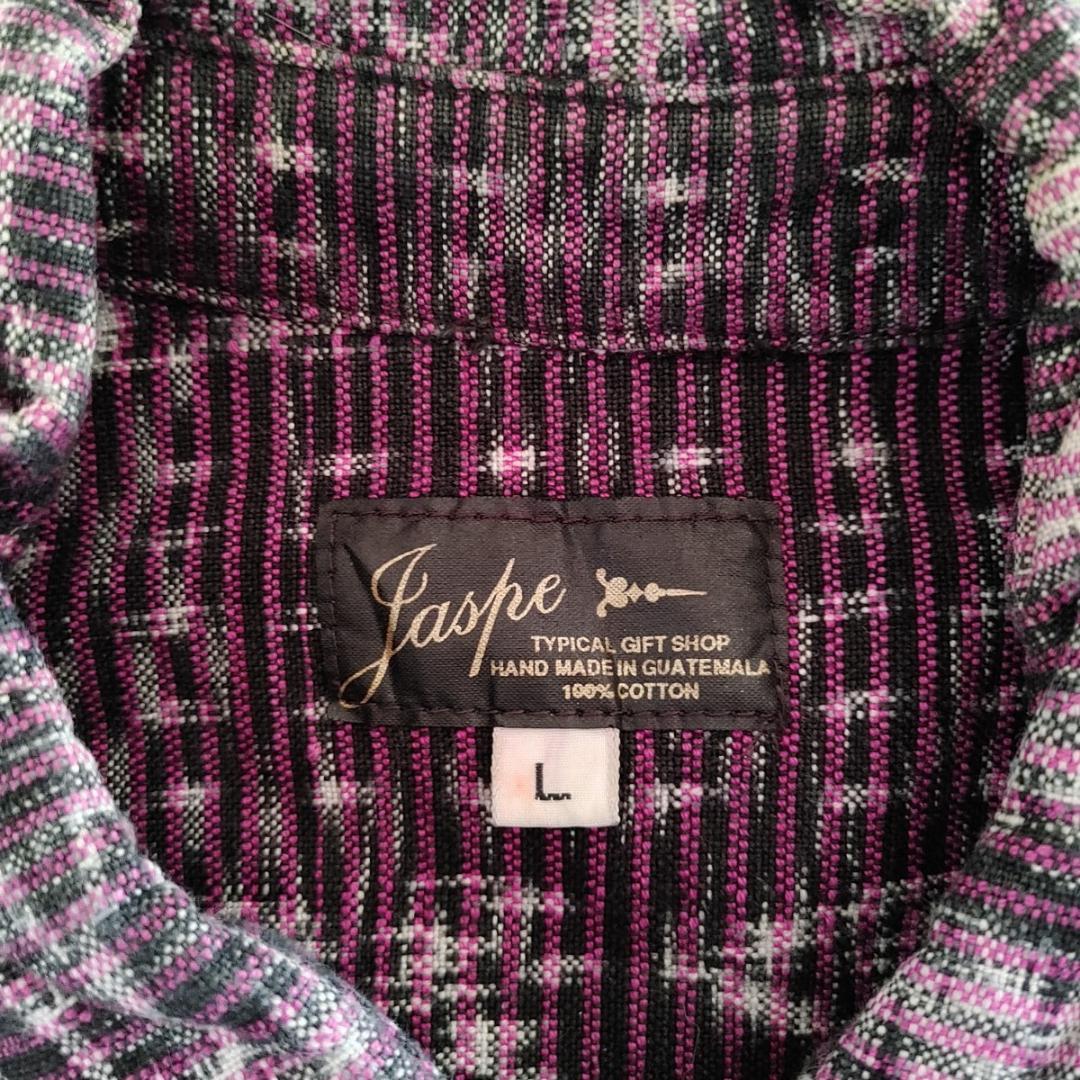 Jaspe
TYPICAL GIFT SHOP
HAND MADE IN GUATEMALA
100% COTTON
L